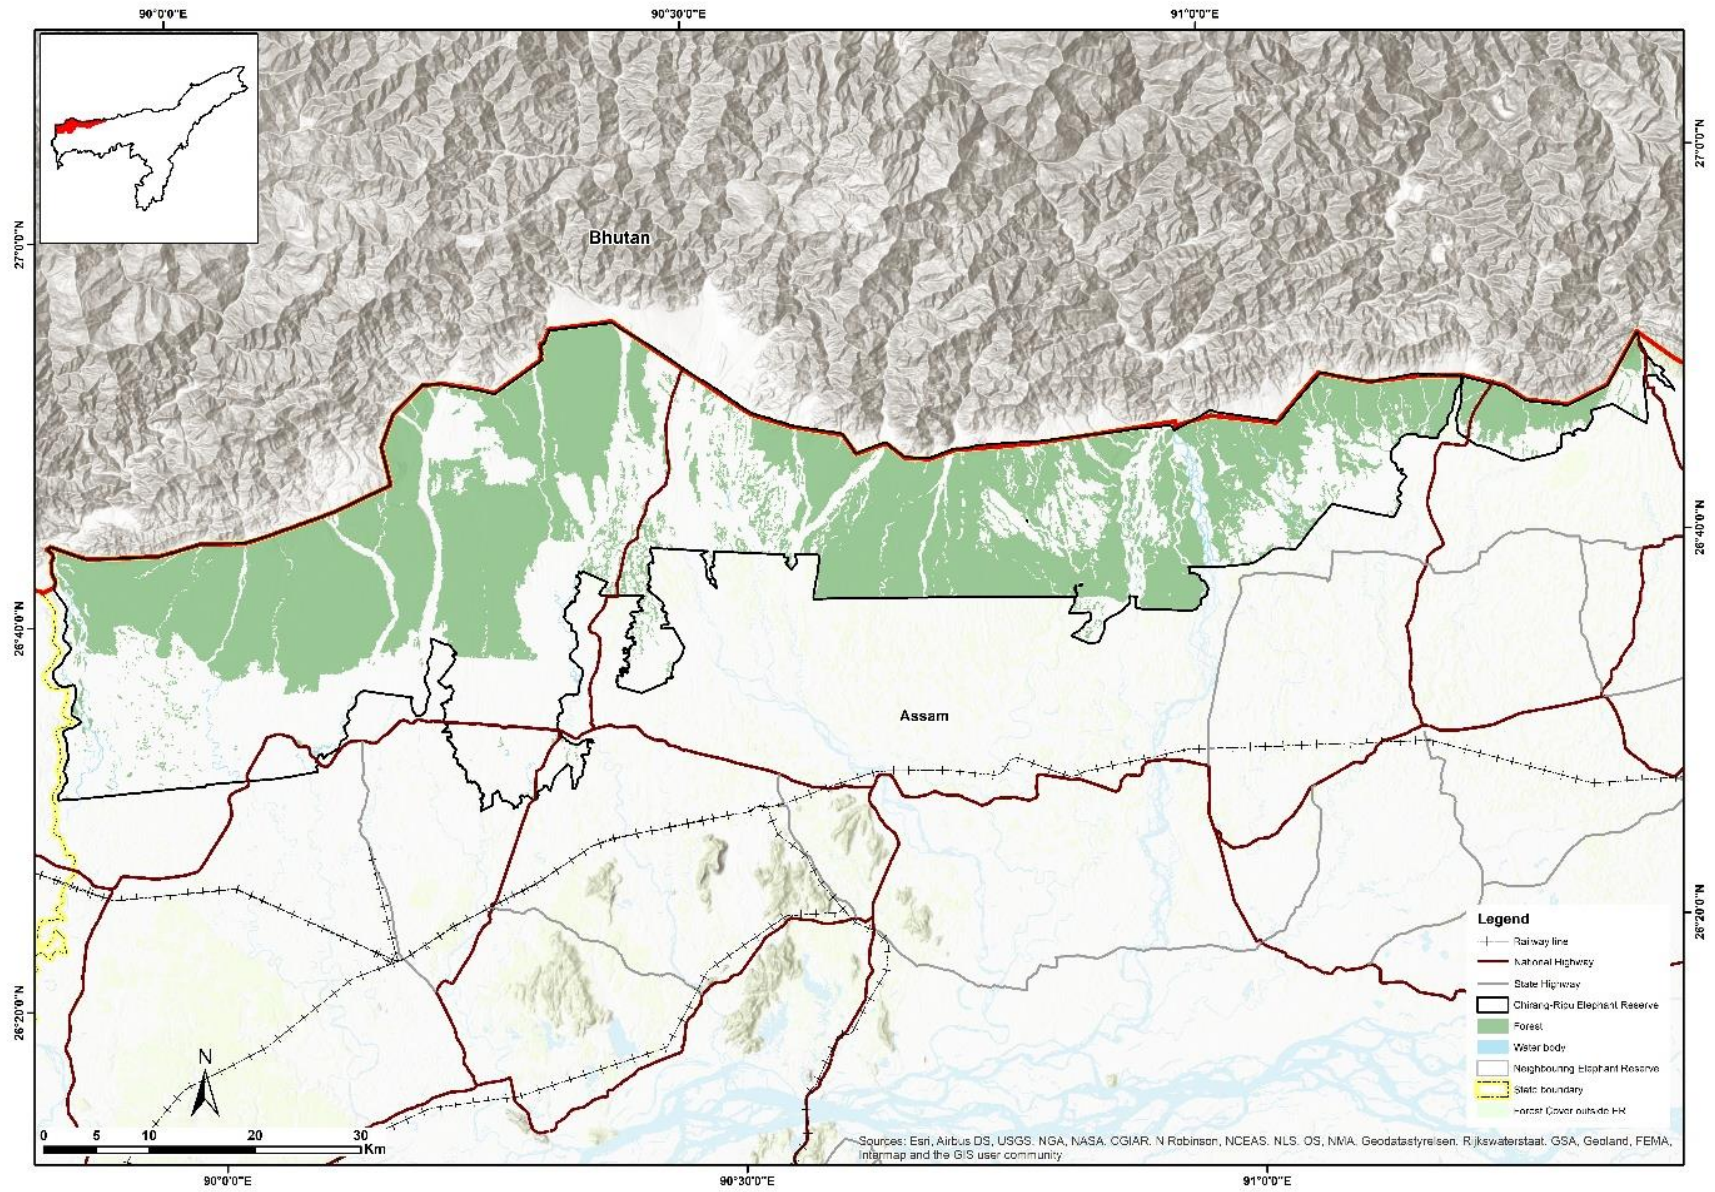 90°0'0"E
90°30'0"E
91°0'0"E
27°0'0"N
27°0'0"N
Bhutan
26°40'0"N
26°40'0"N
Assam
26°20'0"N
26°20'0"N
Legend
Railway line
National Highway
State Highway
Chirang-Ripu Elephant Reserve
Forest
Water body
Neighbouring Elephant Reserve
State boundary
Forest Cover outside ER
N
0 5 10 20 30
Km
Sources: Esri, Airbus DS, USGS, NGA, NASA, CGIAR, N Robinson, NCEAS, NLS, OS, NMA, Geodatastyrelsen, Rijkswaterstaat, GSA, Geoland, FEMA,
Intermap and the GIS user community
90°0'0"E
90°30'0"E
91°0'0"E